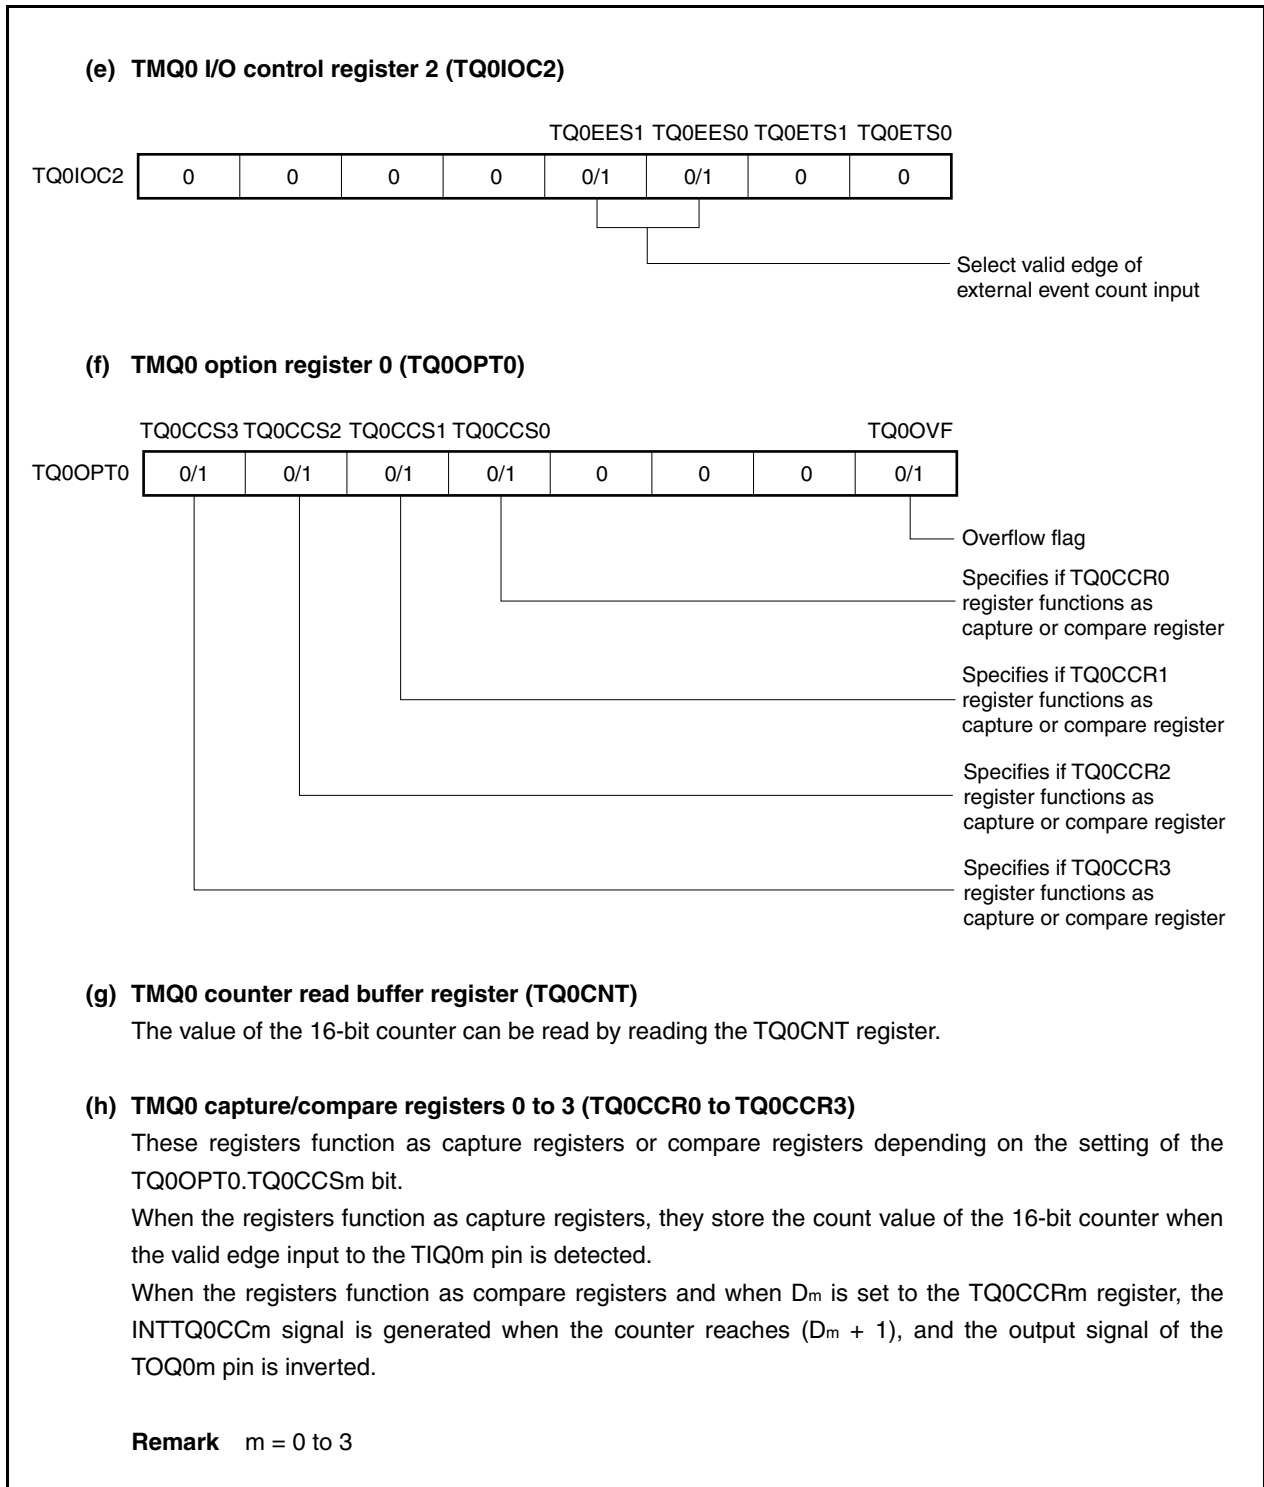 (e) TMQ0 I/O control register 2 (TQ0IOC2)
TQ0EES1 TQ0EES0 TQ0ETS1 TQ0ETS0
TQ0IOC2 0 0 0 0 0/1 0/1 0 0
Select valid edge of
external event count input
(f) TMQ0 option register 0 (TQ0OPT0)
TQ0CCS3 TQ0CCS2 TQ0CCS1 TQ0CCS0 TQ0OVF
TQ0OPT0 0/1 0/1 0/1 0/1 0 0 0 0/1
Overflow flag
Specifies if TQ0CCR0
register functions as
capture or compare register
Specifies if TQ0CCR1
register functions as
capture or compare register
Specifies if TQ0CCR2
register functions as
capture or compare register
Specifies if TQ0CCR3
register functions as
capture or compare register
(g) TMQ0 counter read buffer register (TQ0CNT)
The value of the 16-bit counter can be read by reading the TQ0CNT register.
(h) TMQ0 capture/compare registers 0 to 3 (TQ0CCR0 to TQ0CCR3)
These registers function as capture registers or compare registers depending on the setting of the
TQ0OPT0.TQ0CCSm bit.
When the registers function as capture registers, they store the count value of the 16-bit counter when
the valid edge input to the TIQ0m pin is detected.
When the registers function as compare registers and when Dm is set to the TQ0CCRm register, the
INTTQ0CCm signal is generated when the counter reaches (Dm + 1), and the output signal of the
TOQ0m pin is inverted.
Remark m = 0 to 3